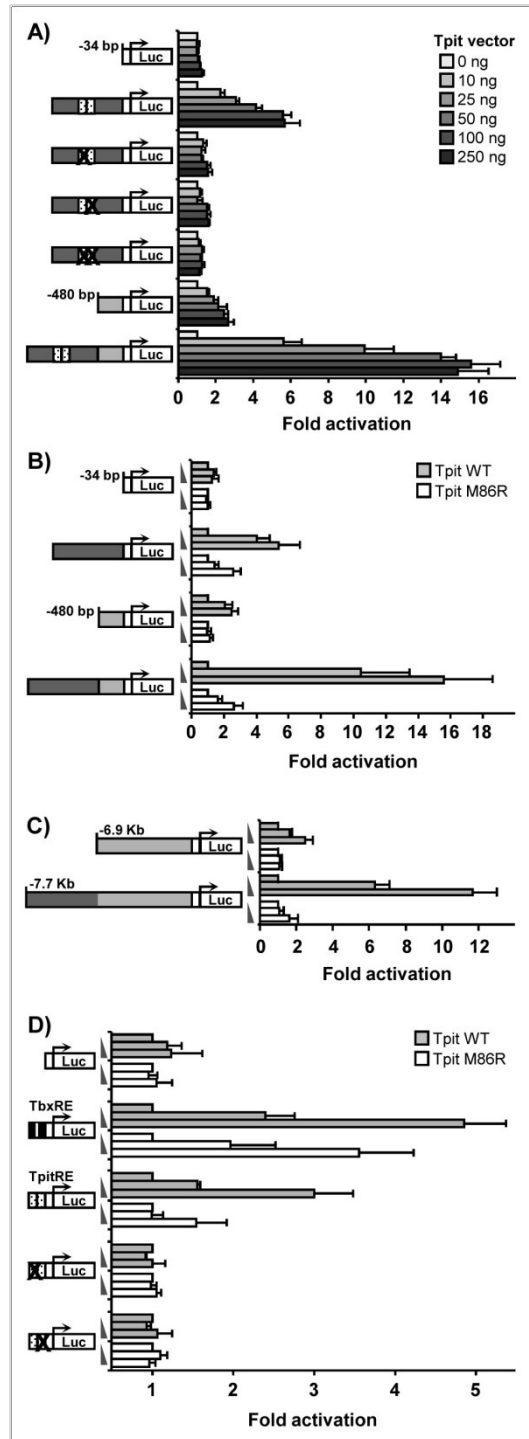 A)
Tpit vector
0 ng
10 ng
25 ng
50 ng
100 ng
250 ng
-34 bp
Luc
Luc
Luc
Luc
Luc
-480 bp
Luc
Luc
0 2 4 6 8 10 12 14 16
Fold activation
B)
Tpit WT
Tpit M86R
-34 bp
Luc
Luc
-480 bp
Luc
Luc
0 2 4 6 8 10 12 14 16 18
Fold activation
C)
-6.9 Kb
Luc
-7.7 Kb
Luc
0 2 4 6 8 10 12
Fold activation
D)
Tpit WT
Tpit M86R
Luc
TbxRE
Luc
TpitRE
Luc
Luc
Luc
1 2 3 4 5
Fold activation